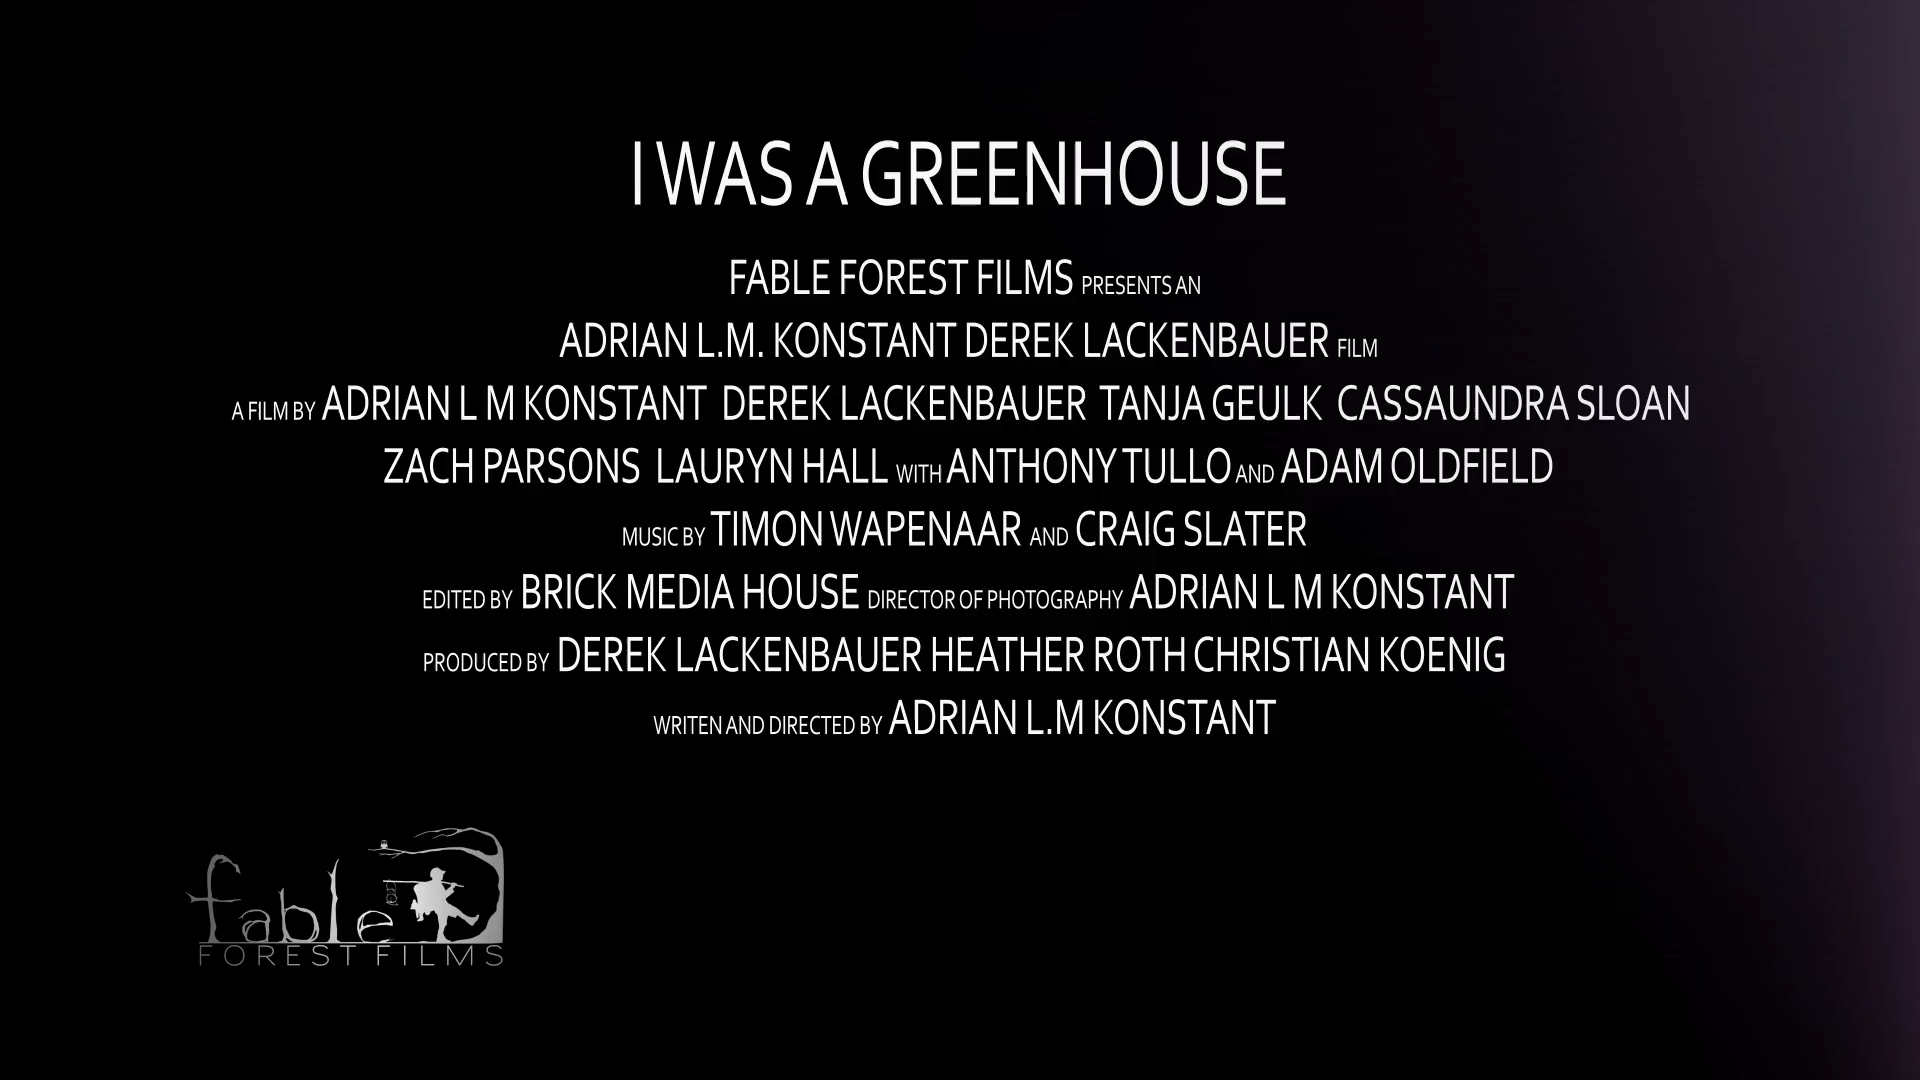 I WAS A GREENHOUSE
FABLE FOREST FILMS PRESENTS AN
ADRIAN L.M. KONSTANT DEREK LACKENBAUER FILM
A FILM BY ADRIAN L M KONSTANT DEREK LACKENBAUER TANJA GEULK CASSAUNDRA SLOAN
ZACH PARSONS LAURYN HALL WITH ANTHONY TULLO AND ADAM OLDFIELD
MUSIC BY TIMON WAPENAAR AND CRAIG SLATER
EDITED BY BRICK MEDIA HOUSE DIRECTOR OF PHOTOGRAPHY ADRIAN L M KONSTANT
PRODUCED BY DEREK LACKENBAUER HEATHER ROTH CHRISTIAN KOENIG
WRITEN AND DIRECTED BY ADRIAN L.M KONSTANT
fable
FOREST FILMS